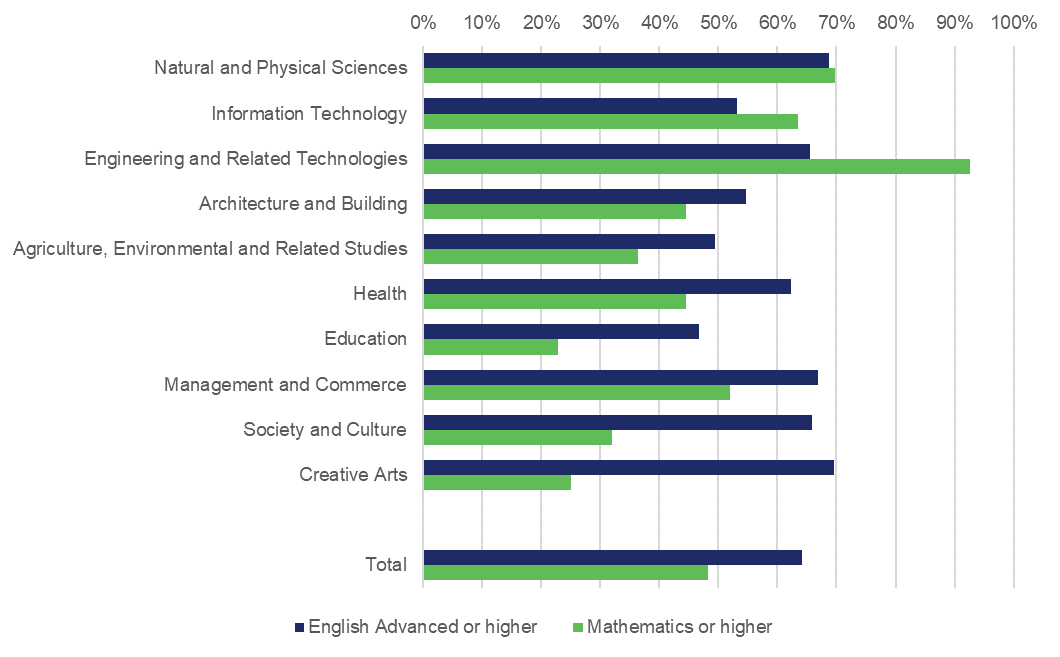 0% 10% 20% 30% 40% 50% 60% 70% 80% 90% 100%
Natural and Physical Sciences
Information Technology
Engineering and Related Technologies
Architecture and Building
Agriculture, Environmental and Related Studies
Health
Education
Management and Commerce
Society and Culture
Creative Arts
Total
English Advanced or higher Mathematics or higher